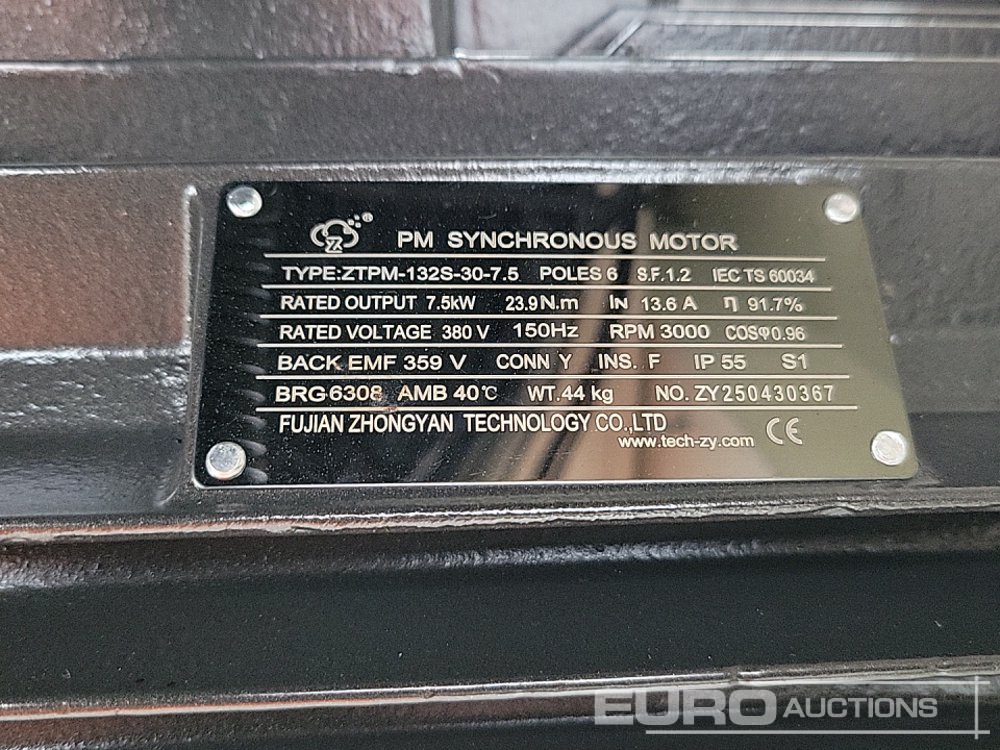 ZK ®
PM SYNCHRONOUS MOTOR
TYPE:ZTPM-132S-30-7.5 POLES 6 S.F.1.2 IEC TS 60034
RATED OUTPUT 7.5kW 23.9N.m IN 13.6 A η 91.7%
RATED VOLTAGE 380 V 150Hz RPM 3000 COSφ0.96
BACK EMF 359 V CONN Y INS. F IP 55 S1
BRG6308 AMB 40℃ WT.44 kg NO. ZY250430367
FUJIAN ZHONGYAN TECHNOLOGY CO.,LTD
www.tech-zy.com CE
EURO AUCTIONS